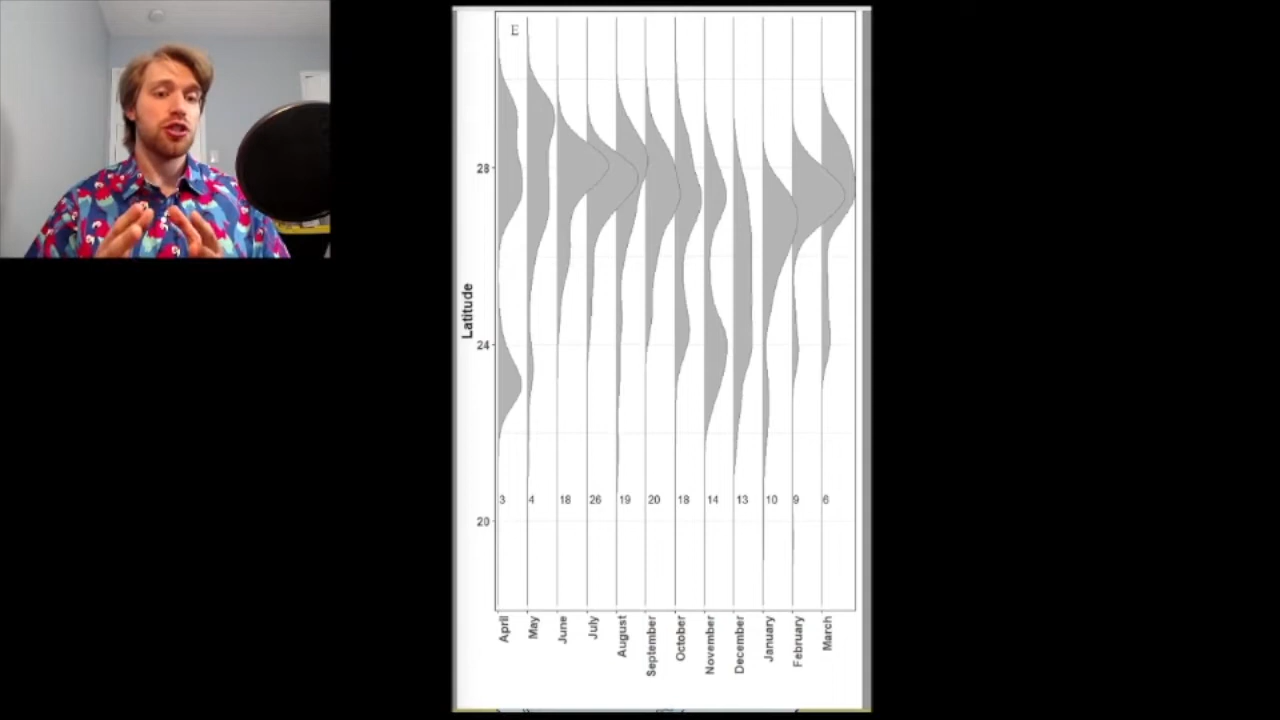 E
28
24
20
Latitude
3 4 18 26 19 20 18 14 13 10 9 6
April
May
June
July
August
September
October
November
December
January
February
March